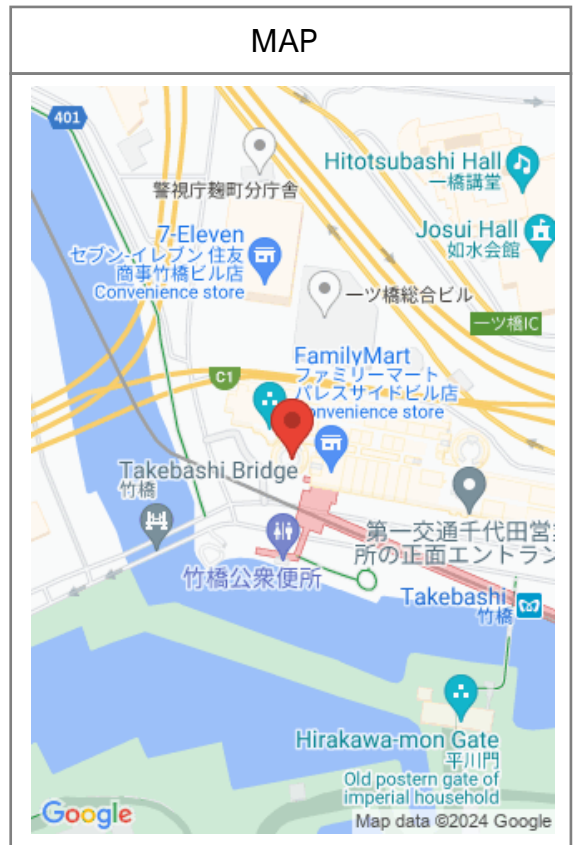 MAP
401
Hitotsubashi Hall
一橋講堂
警視庁麹町分庁舎
7-Eleven
セブン-イレブン 住友
商事竹橋ビル店
Convenience store
Josui Hall
如水会館
一ツ橋総合ビル
一ツ橋IC
C1
FamilyMart
ファミリーマート
パレスサイドビル店
onvenience store
Takebashi Bridge
竹橋
第一交通千代田営業
所の正面エントラン
竹橋公衆便所
Takebashi
竹橋
Hirakawa-mon Gate
平川門
Old postern gate of
imperial household
Google
Map data ©2024 Google